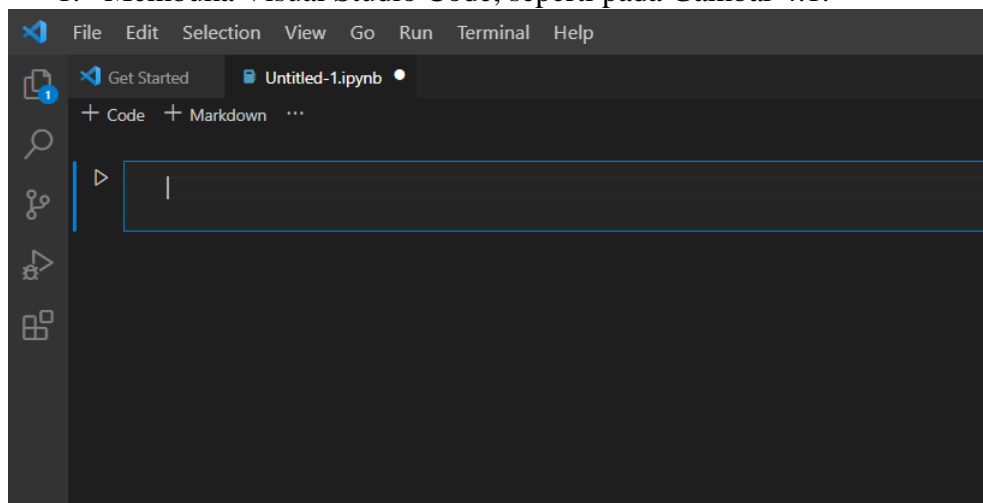 1. Membuka Visual Studio Code, seperti pada Gambar 4.1.
File Edit Selection View Go Run Terminal Help
Get Started Untitled-1.ipynb
1
+ Code + Markdown ...